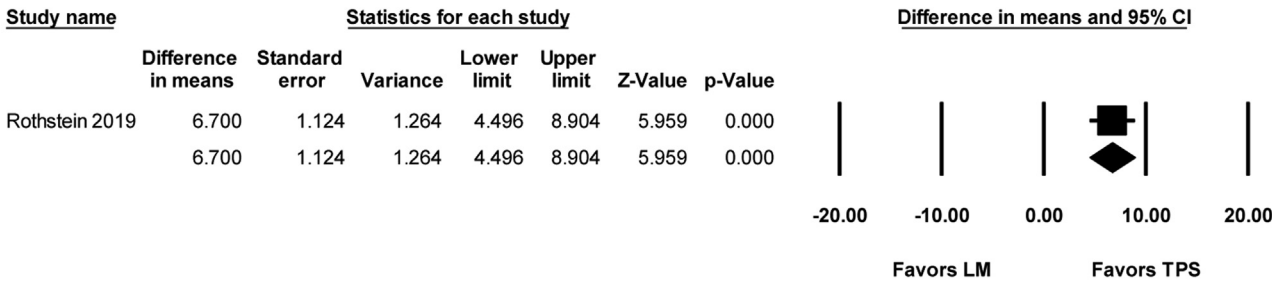 Study name Statistics for each study Difference in means and 95% CI
Difference Standard Lower Upper
in means error Variance limit limit Z-Value p-Value
Rothstein 2019 6.700 1.124 1.264 4.496 8.904 5.959 0.000
6.700 1.124 1.264 4.496 8.904 5.959 0.000
-20.00 -10.00 0.00 10.00 20.00
Favors LM Favors TPS